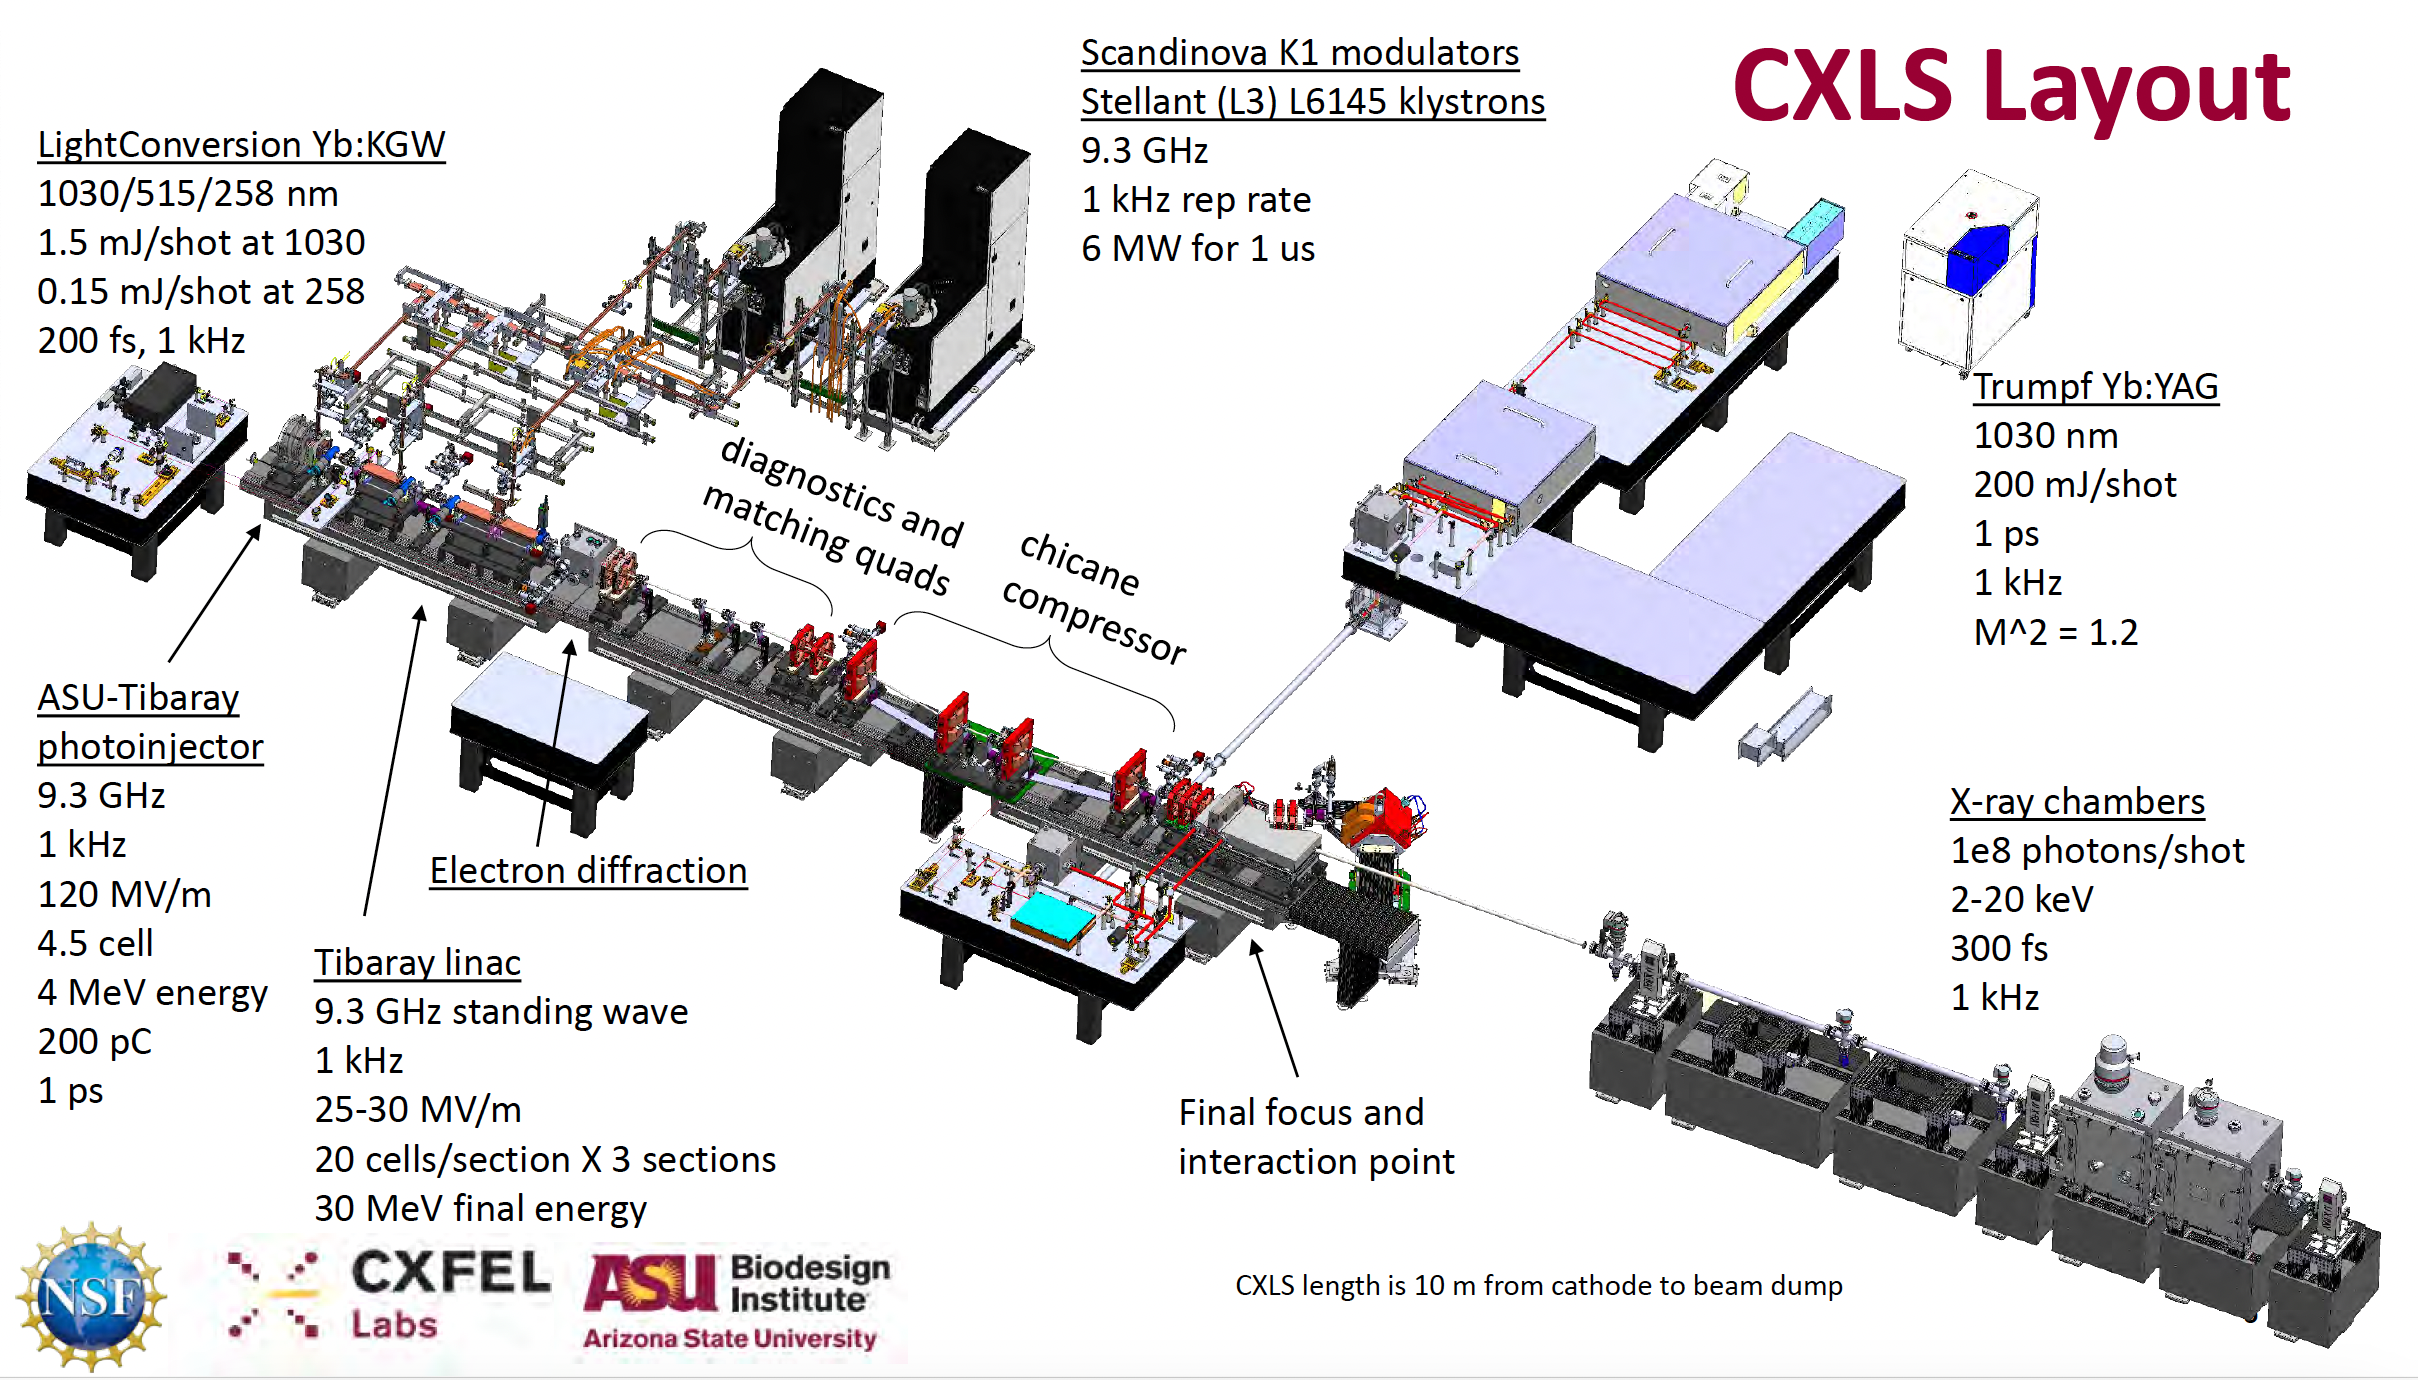 CXLS Layout
LightConversion Yb:KGW
1030/515/258 nm
1.5 mJ/shot at 1030
0.15 mJ/shot at 258
200 fs, 1 kHz
Scandinova K1 modulators
Stellant (L3) L6145 klystrons
9.3 GHz
1 kHz rep rate
6 MW for 1 us
Trumpf Yb:YAG
1030 nm
200 mJ/shot
1 ps
1 kHz
M^2 = 1.2
diagnostics and
matching quads
chicane
compressor
ASU-Tibaray
photoinjector
9.3 GHz
1 kHz
120 MV/m
4.5 cell
4 MeV energy
200 pC
1 ps
Electron diffraction
Tibaray linac
9.3 GHz standing wave
1 kHz
25-30 MV/m
20 cells/section X 3 sections
30 MeV final energy
Final focus and
interaction point
X-ray chambers
1e8 photons/shot
2-20 keV
300 fs
1 kHz
CXLS length is 10 m from cathode to beam dump
NSF
CXFEL
Labs
ASU Biodesign
Institute
Arizona State University